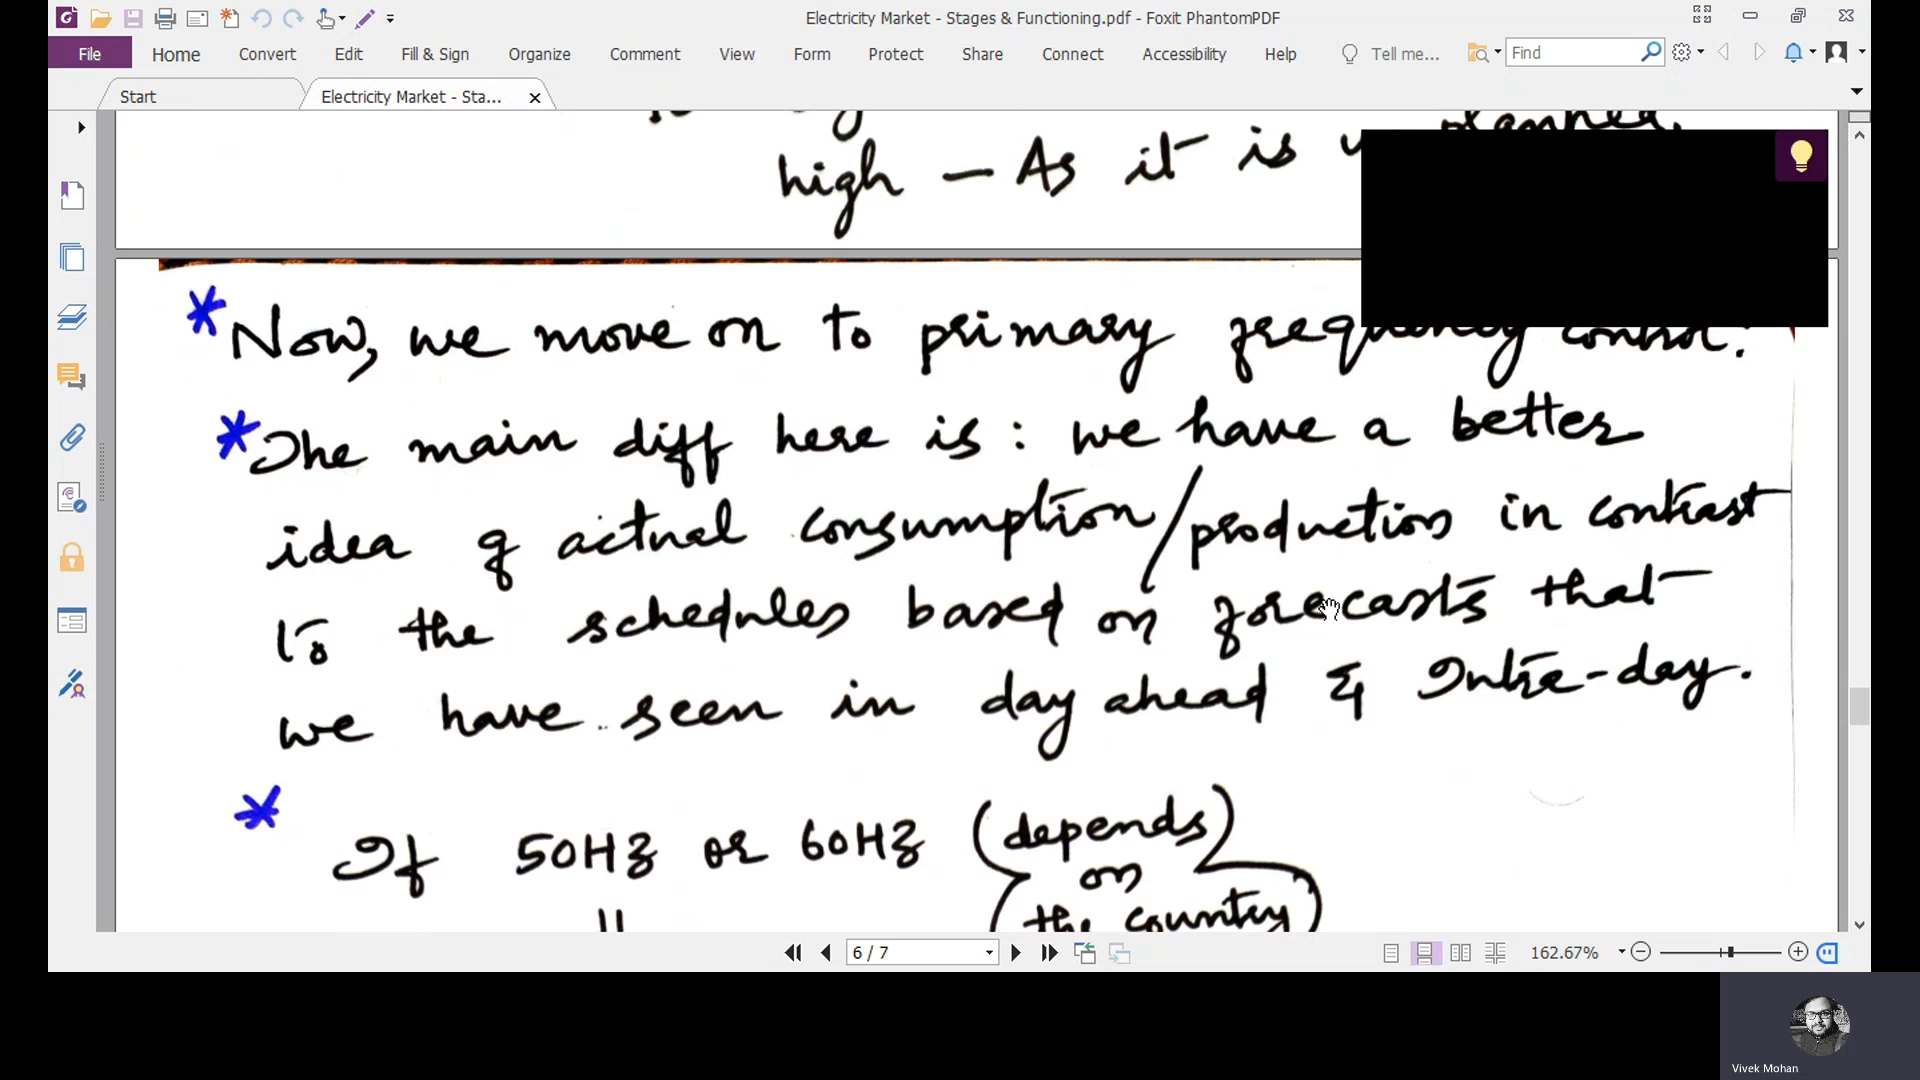 Electricity Market - Stages & Functioning.pdf - Foxit PhantomPDF
File Home Convert Edit Fill & Sign Organize Comment View Form Protect Share Connect Accessibility Help Tell me... Find
Start Electricity Market - Sta...
high - As it is
* Now, we move on to primary frequency control:
* The main diff here is: we have a better
idea of actual consumption/production in contrast
to the schedules based on forecasts that
we have seen in day ahead & Intra-day.
* If 50Hz or 60Hz (depends
on
the country)
6 / 7 162.67%
Vivek Mohan